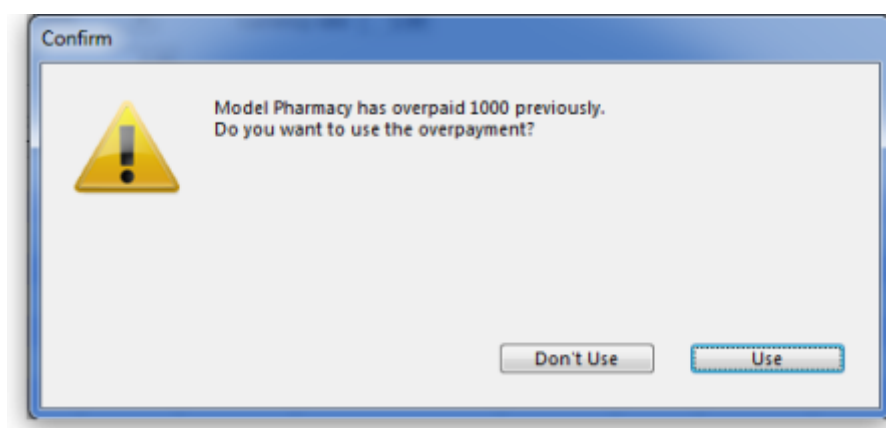 Confirm
Model Pharmacy has overpaid 1000 previously.
Do you want to use the overpayment?
Don't Use
Use